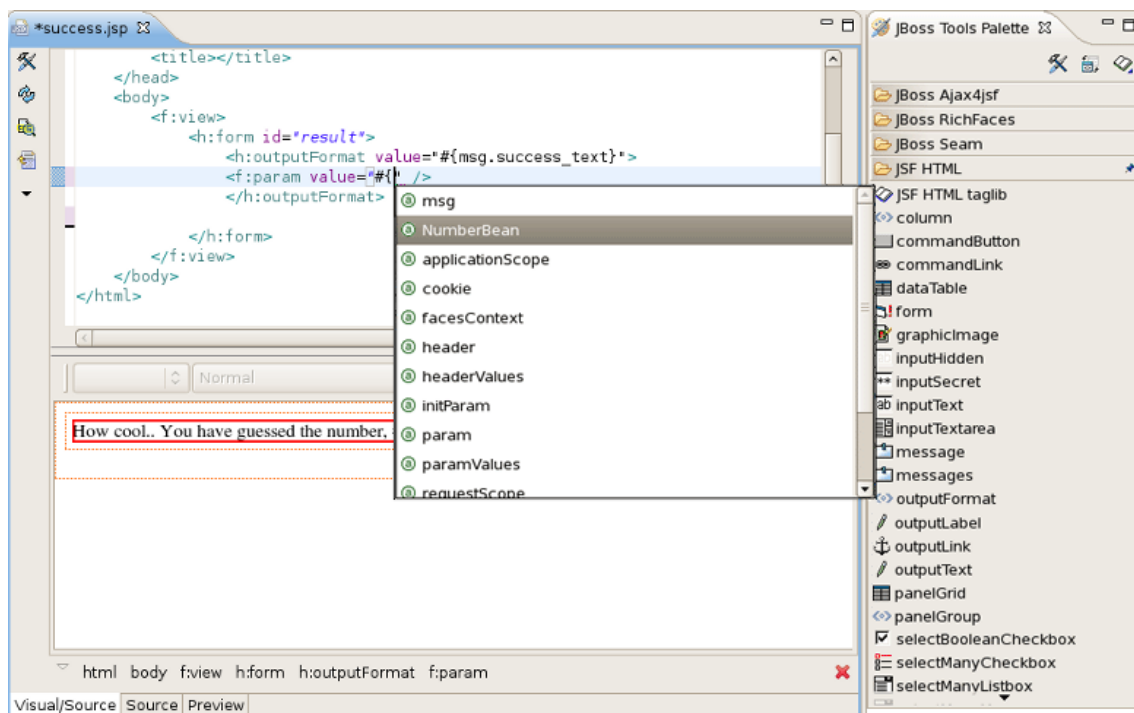 *success.jsp
<title></title>
</head>
<body>
<f:view>
<h:form id="result">
<h:outputFormat value="#{msg.success_text}">
<f:param value="#{" />
</h:outputFormat>
</h:form>
</f:view>
</body>
</html>
msg
NumberBean
applicationScope
cookie
facesContext
header
headerValues
initParam
param
paramValues
requestScope
Normal
How cool.. You have guessed the number,
html body f:view h:form h:outputFormat f:param
Visual/Source Source Preview
JBoss Tools Palette
JBoss Ajax4jsf
JBoss RichFaces
JBoss Seam
JSF HTML
JSF HTML taglib
column
commandButton
commandLink
dataTable
form
graphicImage
inputHidden
inputSecret
ab inputText
inputTextarea
message
messages
outputFormat
outputLabel
outputLink
outputText
panelGrid
panelGroup
selectBooleanCheckbox
selectManyCheckbox
selectManyListbox